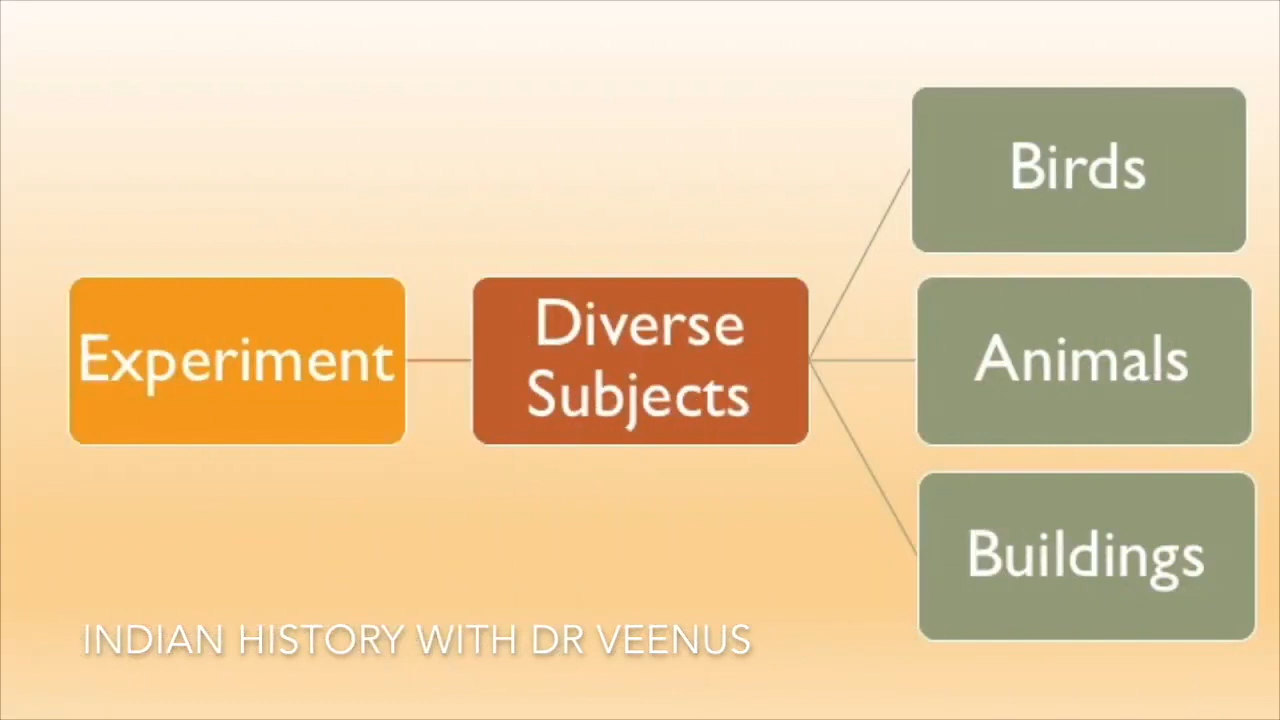 Experiment
Diverse
Subjects
Birds
Animals
Buildings
INDIAN HISTORY WITH DR VEENUS